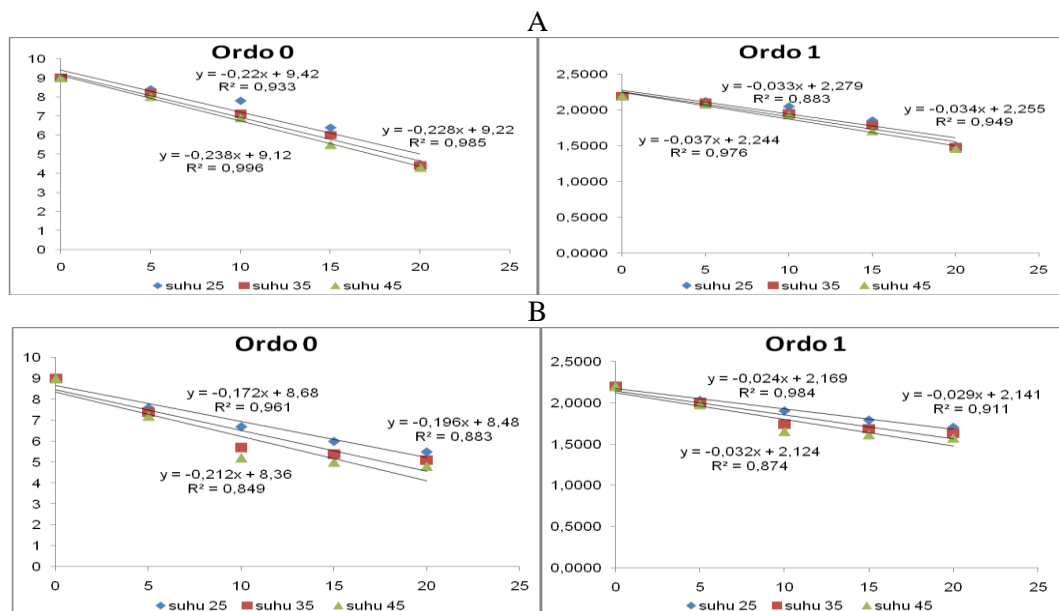 A
Ordo 0
10
9
8
7
6
5
4
3
2
1
0
y = -0,22x + 9,42
R² = 0,933
y = -0,228x + 9,22
R² = 0,985
y = -0,238x + 9,12
R² = 0,996
0 5 10 15 20 25
suhu 25 suhu 35 suhu 45
Ordo 1
2,5000
2,0000
1,5000
1,0000
0,5000
0,0000
y = -0,033x + 2,279
R² = 0,883
y = -0,034x + 2,255
R² = 0,949
y = -0,037x + 2,244
R² = 0,976
0 5 10 15 20 25
suhu 25 suhu 35 suhu 45
B
Ordo 0
10
9
8
7
6
5
4
3
2
1
0
y = -0,172x + 8,68
R² = 0,961
y = -0,196x + 8,48
R² = 0,883
y = -0,212x + 8,36
R² = 0,849
0 5 10 15 20 25
suhu 25 suhu 35 suhu 45
Ordo 1
2,5000
2,0000
1,5000
1,0000
0,5000
0,0000
y = -0,024x + 2,169
R² = 0,984
y = -0,029x + 2,141
R² = 0,911
y = -0,032x + 2,124
R² = 0,874
0 5 10 15 20 25
suhu 25 suhu 35 suhu 45